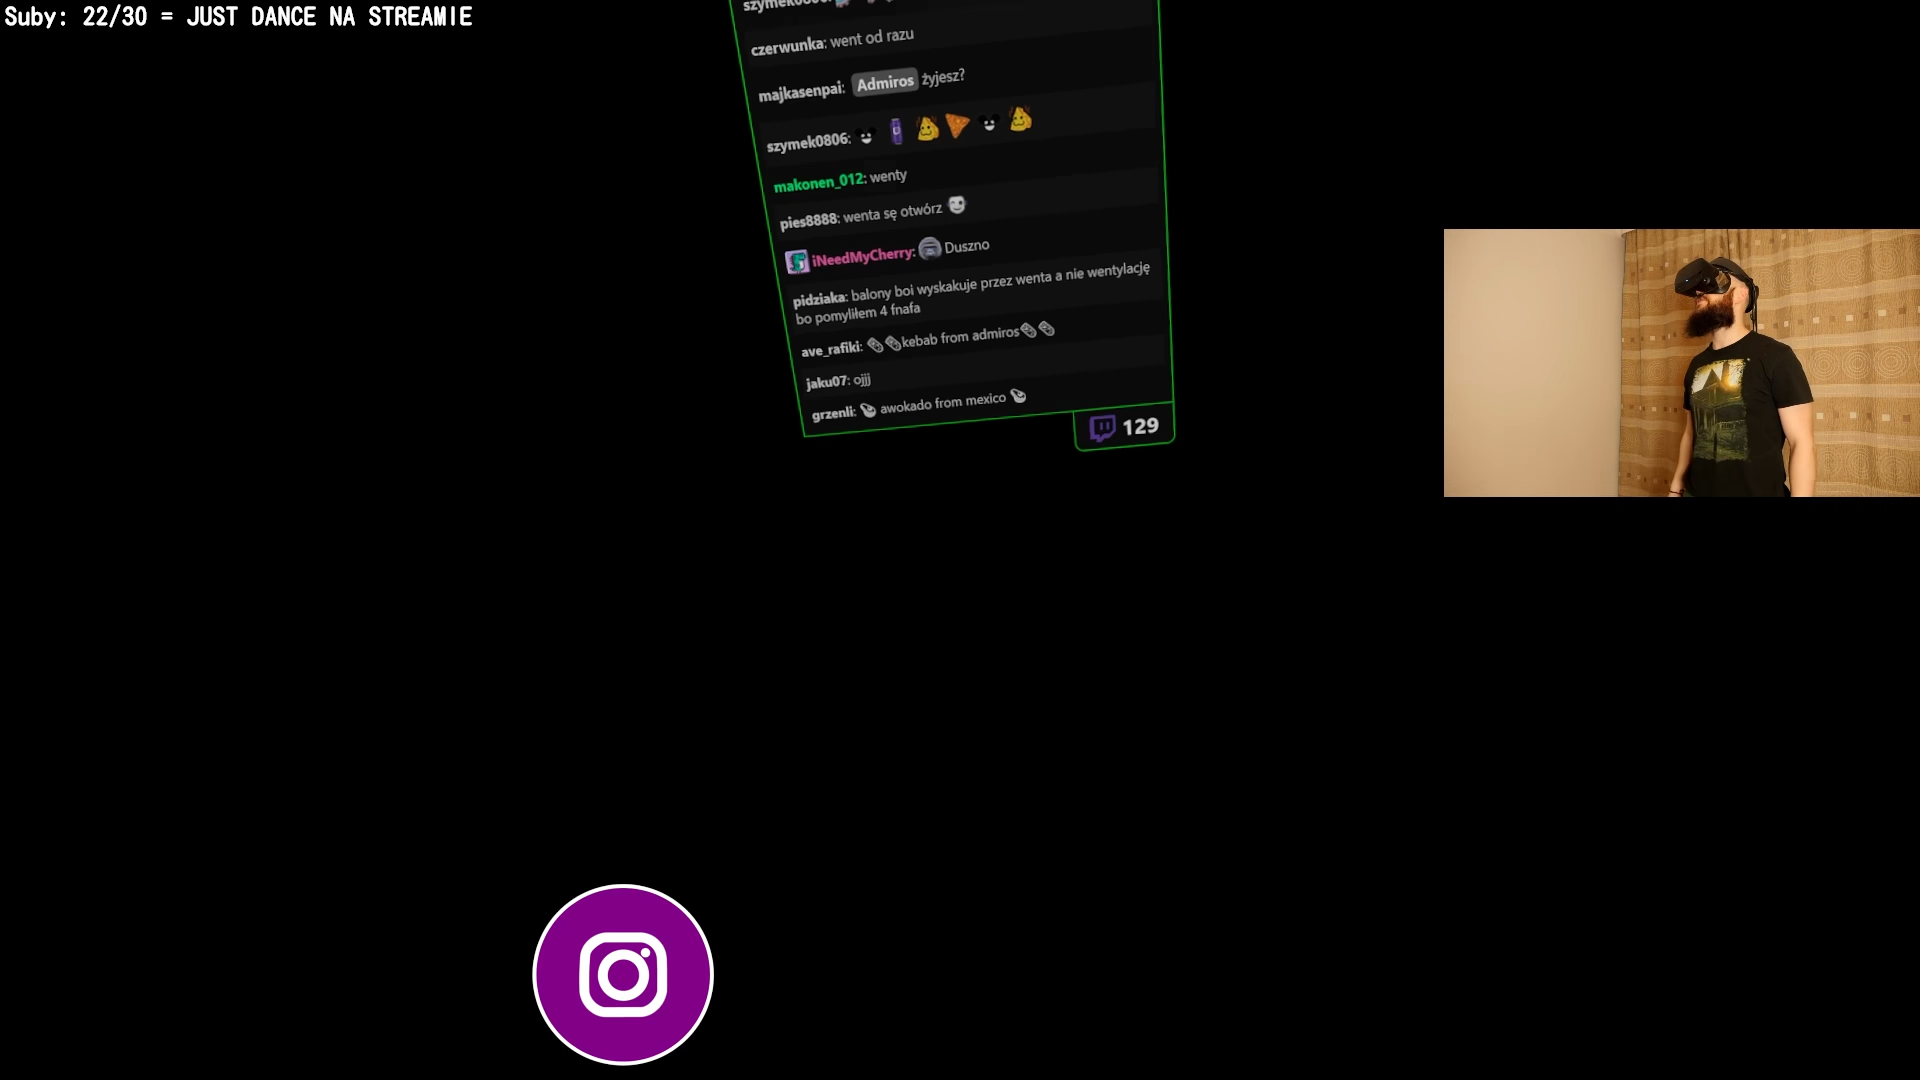 Suby: 22/30 = JUST DANCE NA STREAMIE
czerwunka: went od razu
majkasenpai: Admiros żyjesz?
szymek0806:
makonen_012: wenty
pies8888: wenta sę otwórz
iNeedMyCherry: Duszno
pidziaka: balony boi wyskakuje przez wenta a nie wentylację
bo pomyliłem 4 fnafa
ave_rafiki: kebab from admiros
jaku07: ojjj
grzenli: awokado from mexico
129